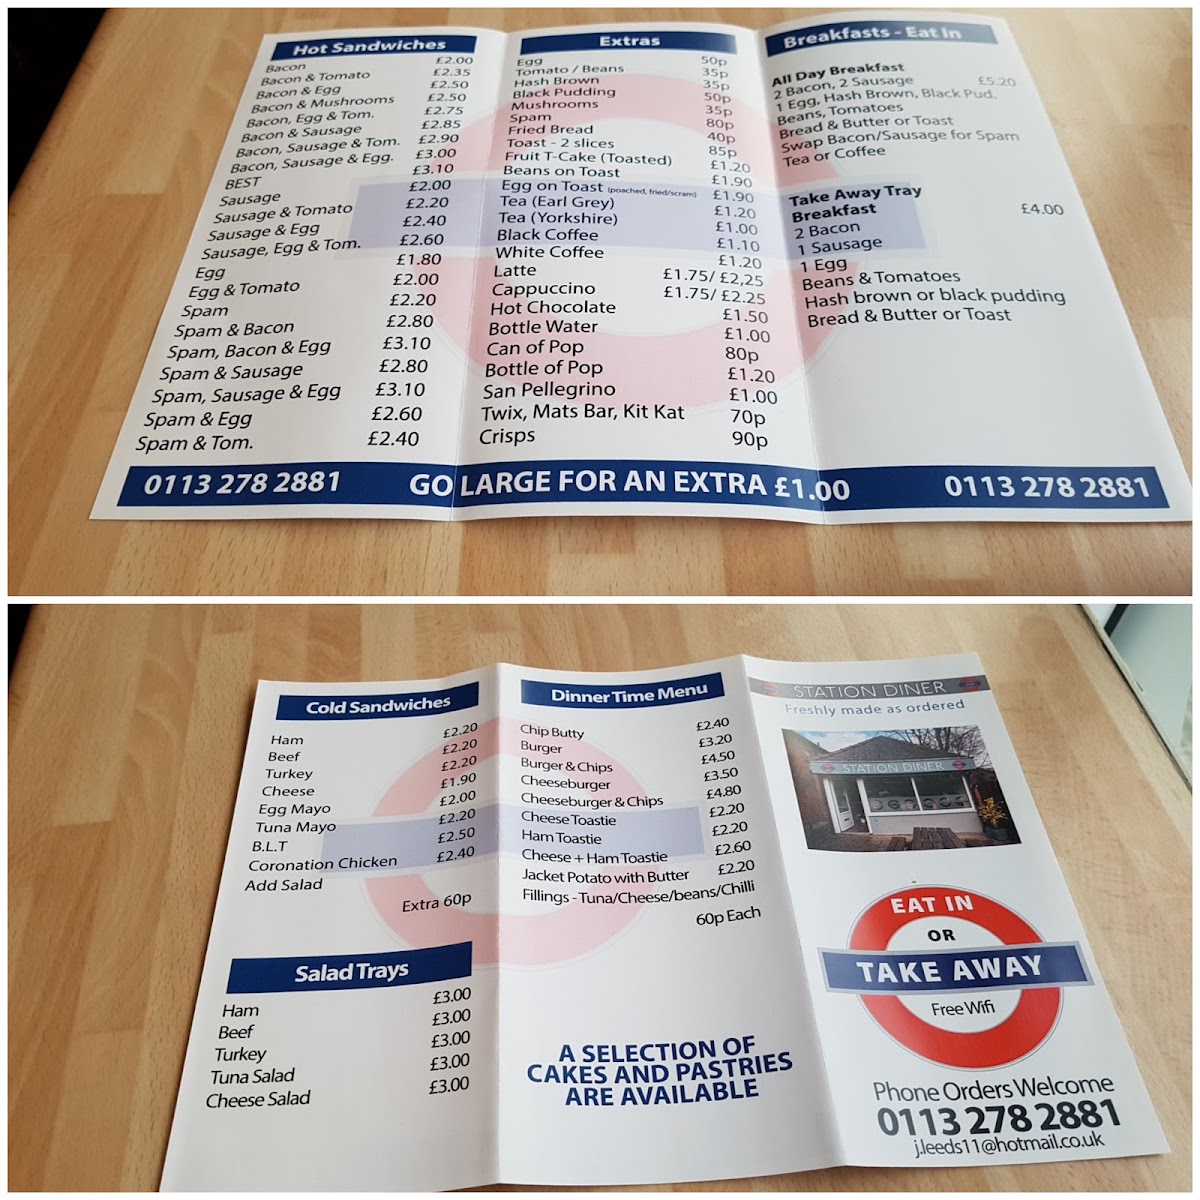 Hot Sandwiches
Bacon £2.00
Bacon & Tomato £2.35
Bacon & Egg £2.50
Bacon & Mushrooms £2.50
Bacon, Egg & Tom. £2.75
Bacon & Sausage £2.85
Bacon, Sausage & Tom. £2.90
Bacon, Sausage & Egg. £3.00
BEST £3.10
Sausage £2.00
Sausage & Tomato £2.20
Sausage & Egg £2.40
Sausage, Egg & Tom. £2.60
Egg £1.80
Egg & Tomato £2.00
Spam £2.20
Spam & Bacon £2.80
Spam, Bacon & Egg £3.10
Spam & Sausage £2.80
Spam, Sausage & Egg £3.10
Spam & Egg £2.60
Spam & Tom. £2.40
Extras
Egg 50p
Tomato / Beans 35p
Hash Brown 35p
Black Pudding 50p
Mushrooms 35p
Spam 80p
Fried Bread 40p
Toast - 2 slices 85p
Fruit T-Cake (Toasted) £1.20
Beans on Toast £1.90
Egg on Toast (poached, fried/scram) £1.90
Tea (Earl Grey) £1.20
Tea (Yorkshire) £1.00
Black Coffee £1.10
White Coffee £1.20
Latte £1.75/ £2,25
Cappuccino £1.75/ £2.25
Hot Chocolate £1.50
Bottle Water £1.00
Can of Pop 80p
Bottle of Pop £1.20
San Pellegrino £1.00
Twix, Mats Bar, Kit Kat 70p
Crisps 90p
Breakfasts - Eat In
All Day Breakfast
2 Bacon, 2 Sausage £5.20
1 Egg, Hash Brown, Black Pud.
Beans, Tomatoes
Bread & Butter or Toast
Swap Bacon/Sausage for Spam
Tea or Coffee
Take Away Tray
Breakfast £4.00
2 Bacon
1 Sausage
1 Egg
Beans & Tomatoes
Hash brown or black pudding
Bread & Butter or Toast
0113 278 2881 GO LARGE FOR AN EXTRA £1.00 0113 278 2881
Cold Sandwiches
Ham £2.20
Beef £2.20
Turkey £2.20
Cheese £1.90
Egg Mayo £2.00
Tuna Mayo £2.20
B.L.T £2.50
Coronation Chicken £2.40
Add Salad
Extra 60p
Salad Trays
Ham £3.00
Beef £3.00
Turkey £3.00
Tuna Salad £3.00
Cheese Salad £3.00
Dinner Time Menu
Chip Butty £2.40
Burger £3.20
Burger & Chips £4.50
Cheeseburger £3.50
Cheeseburger & Chips £4.80
Cheese Toastie £2.20
Ham Toastie £2.20
Cheese + Ham Toastie £2.60
Jacket Potato with Butter £2.20
Fillings - Tuna/Cheese/beans/Chilli
60p Each
A SELECTION OF
CAKES AND PASTRIES
ARE AVAILABLE
STATION DINER
Freshly made as ordered
STATION DINER
EAT IN
OR
TAKE AWAY
Free Wifi
Phone Orders Welcome
0113 278 2881
j.leeds11@hotmail.co.uk